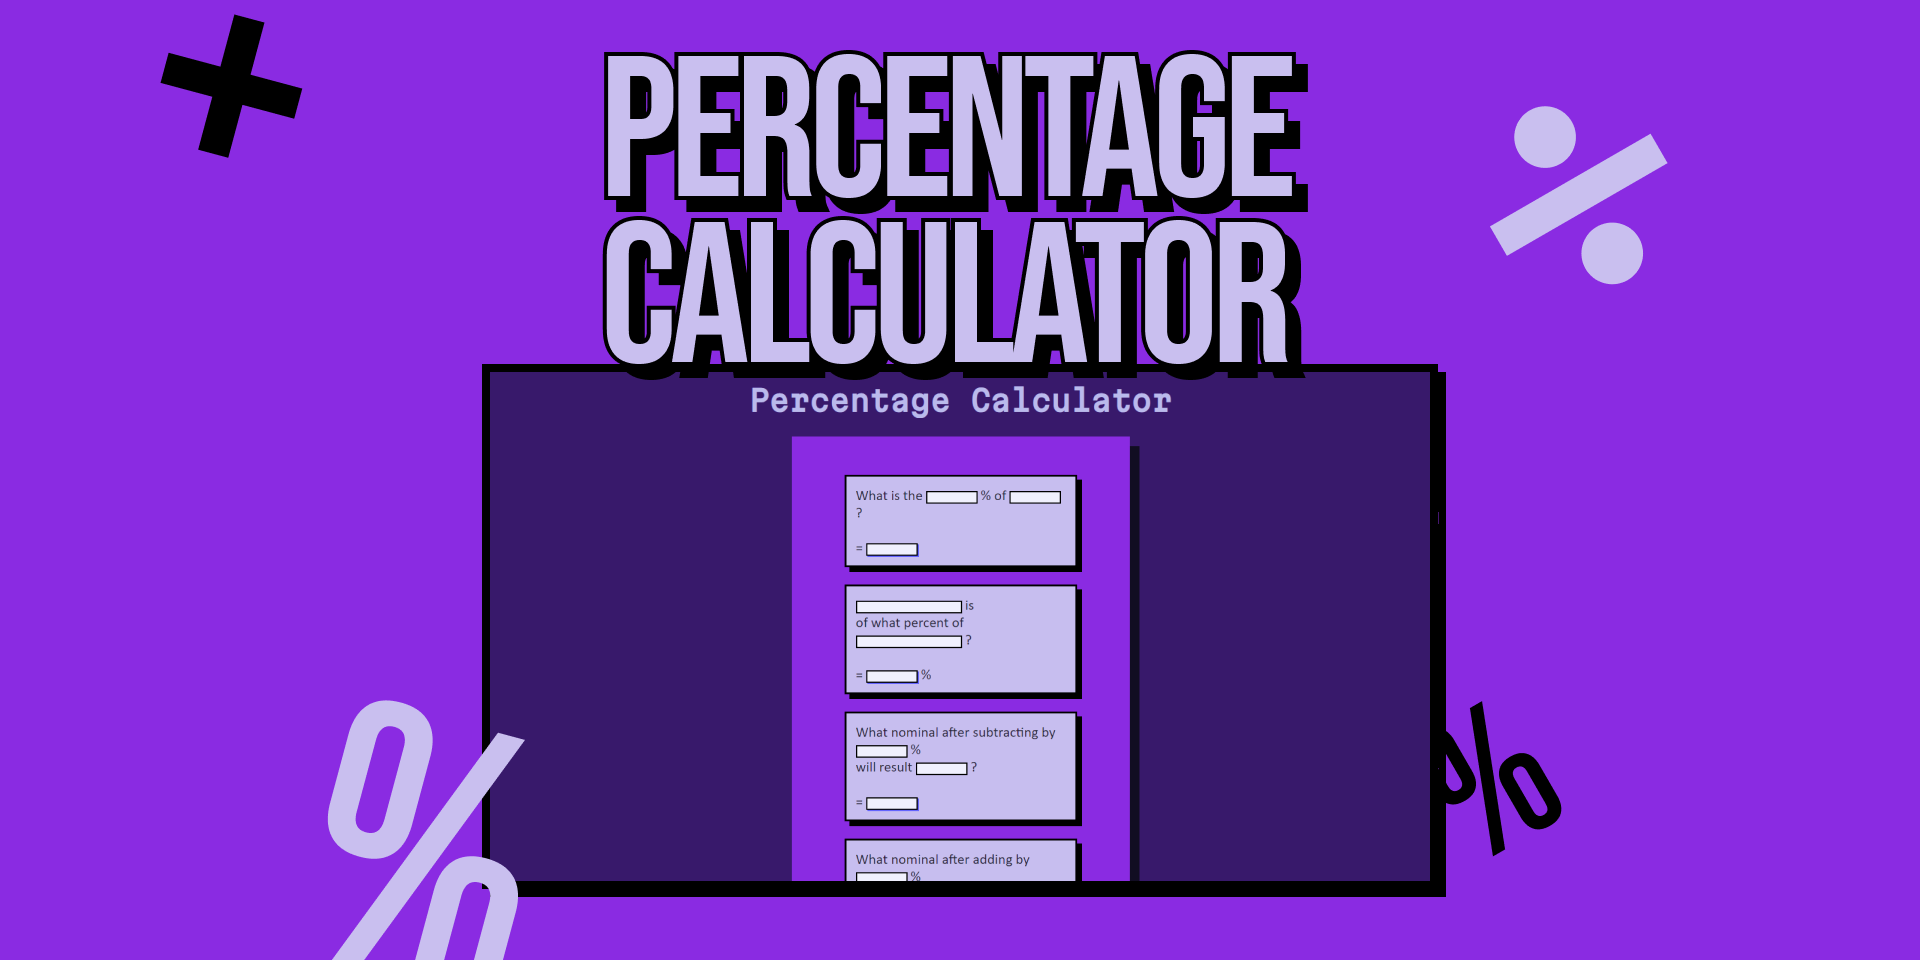 PERCENTAGE
CALCULATOR
Percentage Calculator
What is the % of
?
=
is
of what percent of
?
= %
What nominal after subtracting by
%
will result ?
=
What nominal after adding by
%
+
÷
%
%